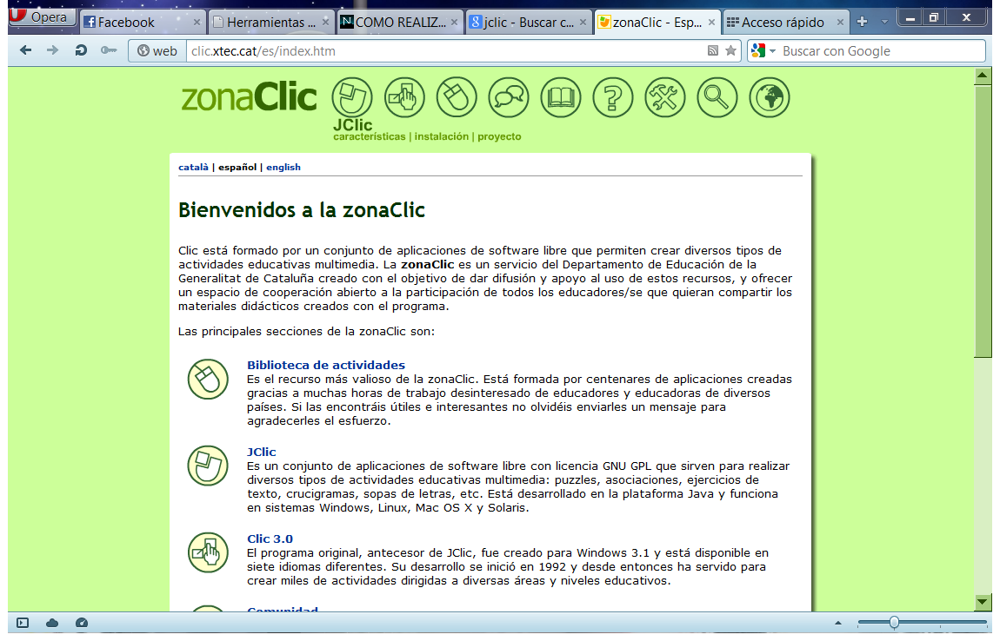 Opera
Facebook
Herramientas ...
COMO REALIZ...
jclic - Buscar c...
zonaClic - Esp...
Acceso rápido
web
clic.xtec.cat/es/index.htm
Buscar con Google
zonaClic
JClic
características | instalación | proyecto
català | español | english
Bienvenidos a la zonaClic
Clic está formado por un conjunto de aplicaciones de software libre que permiten crear diversos tipos de
actividades educativas multimedia. La zonaClic es un servicio del Departamento de Educación de la
Generalitat de Cataluña creado con el objetivo de dar difusión y apoyo al uso de estos recursos, y ofrecer
un espacio de cooperación abierto a la participación de todos los educadores/se que quieran compartir los
materiales didácticos creados con el programa.
Las principales secciones de la zonaClic son:
Biblioteca de actividades
Es el recurso más valioso de la zonaClic. Está formada por centenares de aplicaciones creadas
gracias a muchas horas de trabajo desinteresado de educadores y educadoras de diversos
países. Si las encontráis útiles e interesantes no olvidéis enviarles un mensaje para
agradecerles el esfuerzo.
JClic
Es un conjunto de aplicaciones de software libre con licencia GNU GPL que sirven para realizar
diversos tipos de actividades educativas multimedia: puzzles, asociaciones, ejercicios de
texto, crucigramas, sopas de letras, etc. Está desarrollado en la plataforma Java y funciona
en sistemas Windows, Linux, Mac OS X y Solaris.
Clic 3.0
El programa original, antecesor de JClic, fue creado para Windows 3.1 y está disponible en
siete idiomas diferentes. Su desarrollo se inició en 1992 y desde entonces ha servido para
crear miles de actividades dirigidas a diversas áreas y niveles educativos.
Comunidad